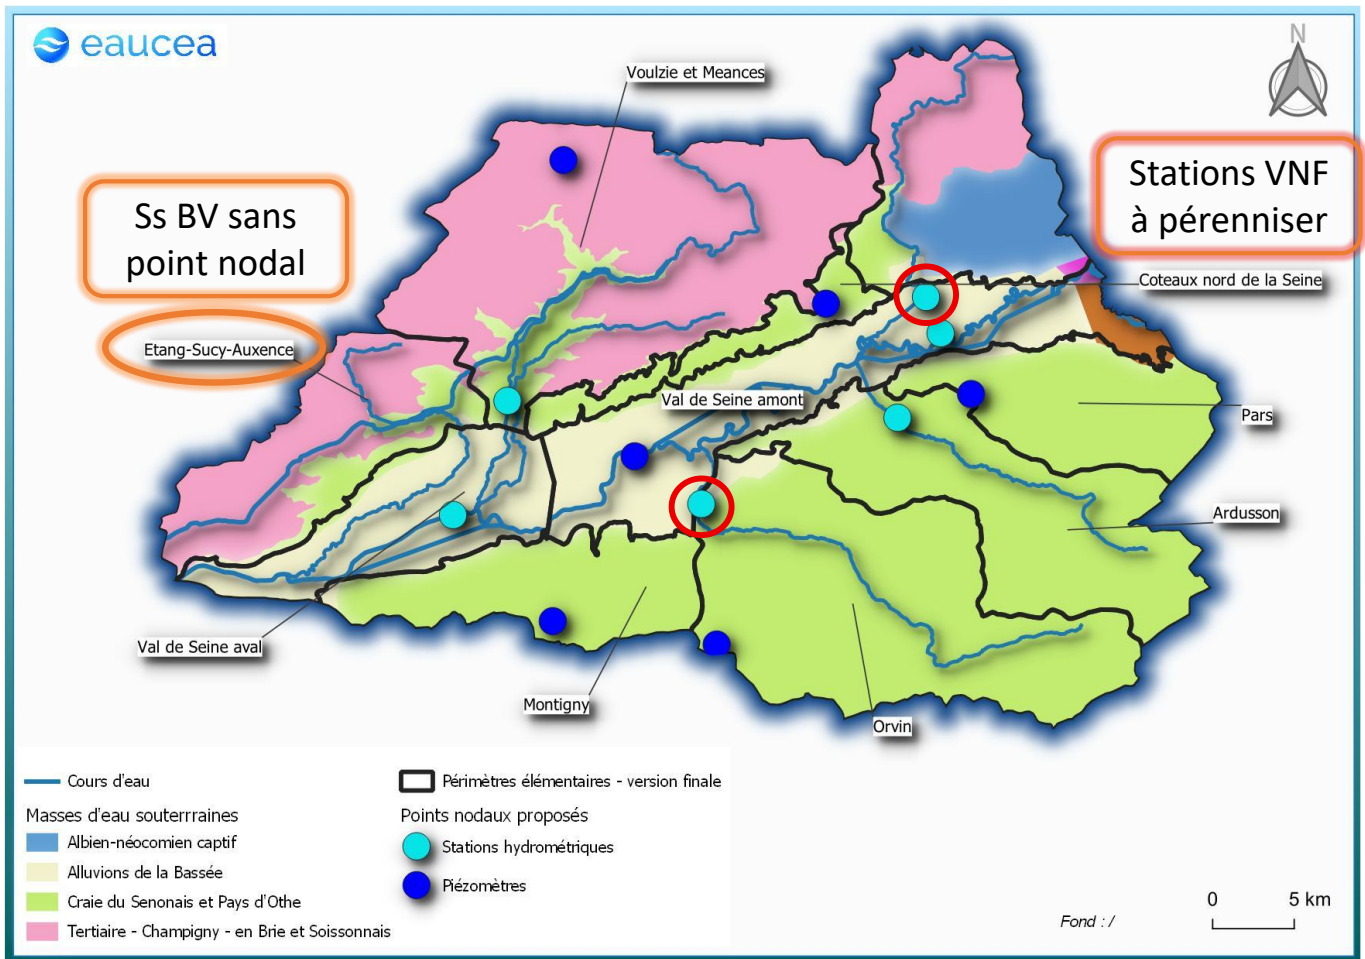 eaucea
N
Voulzie et Meances
Ss BV sans
point nodal
Stations VNF
à pérenniser
Coteaux nord de la Seine
Etang-Sucy-Auxence
Val de Seine amont
Pars
Ardusson
Val de Seine aval
Montigny
Orvin
Cours d'eau
Masses d'eau souterrraines
Albien-néocomien captif
Alluvions de la Bassée
Craie du Senonais et Pays d'Othe
Tertiaire - Champigny - en Brie et Soissonnais
Périmètres élémentaires - version finale
Points nodaux proposés
Stations hydrométriques
Piézomètres
Fond : /
0 5 km